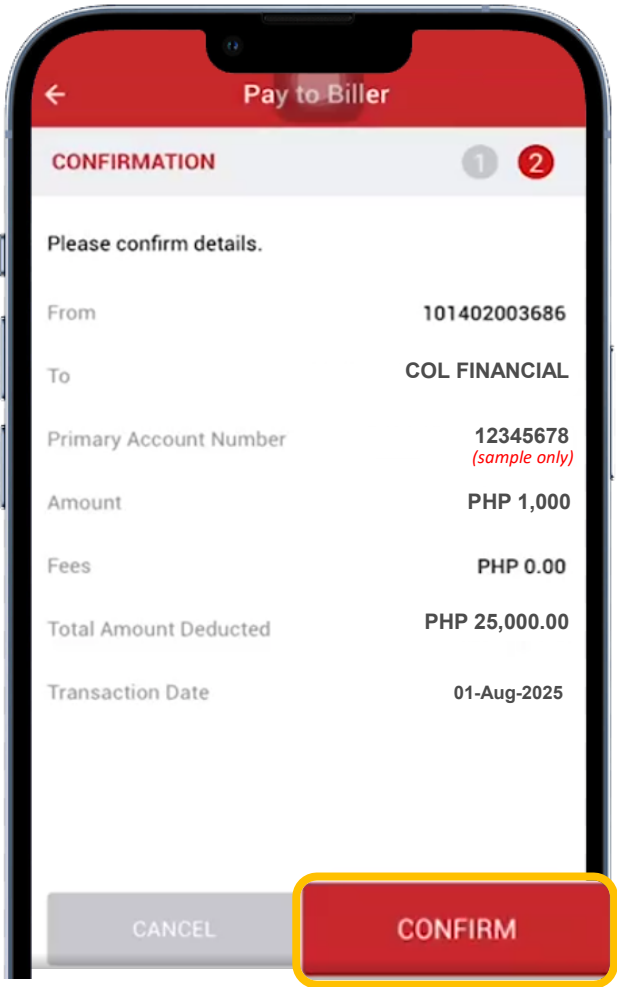 Pay to Biller
CONFIRMATION 1 2
Please confirm details.
From 101402003686
To COL FINANCIAL
Primary Account Number 12345678
(sample only)
Amount PHP 1,000
Fees PHP 0.00
Total Amount Deducted PHP 25,000.00
Transaction Date 01-Aug-2025
CANCEL CONFIRM